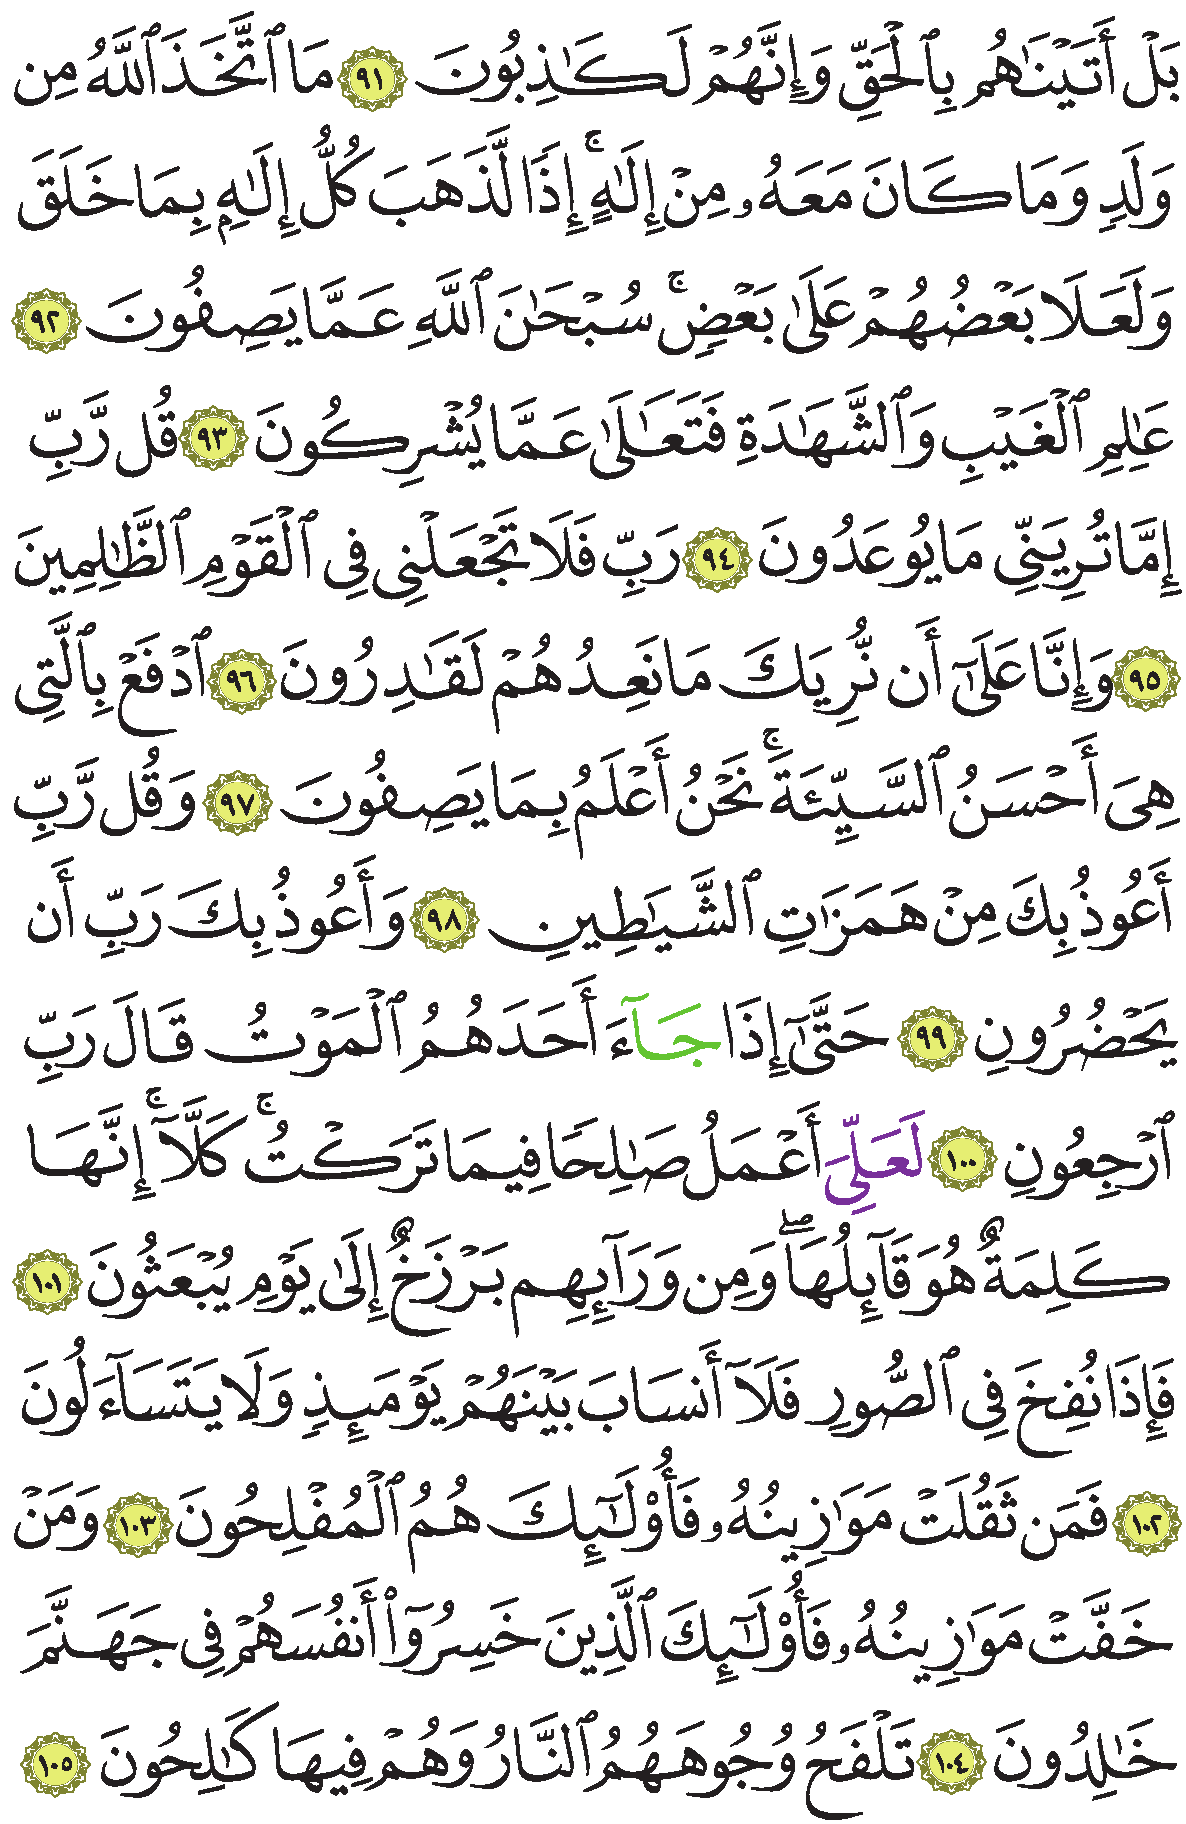 بَلۡ أَتَيۡنَٰهُم بِٱلۡحَقِّ وَإِنَّهُمۡ لَكَٰذِبُونَ ٩١ مَا ٱتَّخَذَ ٱللَّهُ مِن
وَلَدٖ وَمَا كَانَ مَعَهُۥ مِنۡ إِلَٰهٍۚ إِذٗا لَّذَهَبَ كُلُّ إِلَٰهِۭ بِمَا خَلَقَ
وَلَعَلَا بَعۡضُهُمۡ عَلَىٰ بَعۡضٖۚ سُبۡحَٰنَ ٱللَّهِ عَمَّا يَصِفُونَ ٩٢
عَٰلِمِ ٱلۡغَيۡبِ وَٱلشَّهَٰدَةِ فَتَعَٰلَىٰ عَمَّا يُشۡرِكُونَ ٩٣ قُل رَّبِّ
إِمَّا تُرِيَنِّي مَا يُوعَدُونَ ٩٤ رَبِّ فَلَا تَجۡعَلۡنِي فِي ٱلۡقَوۡمِ ٱلظَّٰلِمِينَ
٩٥ وَإِنَّا عَلَىٰٓ أَن نُّرِيَكَ مَا نَعِدُهُمۡ لَقَٰدِرُونَ ٩٦ ٱدۡفَعۡ بِٱلَّتِي
هِيَ أَحۡسَنُ ٱلسَّيِّئَةَۚ نَحۡنُ أَعۡلَمُ بِمَا يَصِفُونَ ٩٧ وَقُل رَّبِّ
أَعُوذُ بِكَ مِنۡ هَمَزَٰتِ ٱلشَّيَٰطِينِ ٩٨ وَأَعُوذُ بِكَ رَبِّ أَن
يَحۡضُرُونِ ٩٩ حَتَّىٰٓ إِذَا جَآءَ أَحَدَهُمُ ٱلۡمَوۡتُ قَالَ رَبِّ
ٱرۡجِعُونِ ١٠٠ لَعَلِّيَ أَعۡمَلُ صَٰلِحٗا فِيمَا تَرَكۡتُۚ كَلَّآۚ إِنَّهَا
كَلِمَةٌ هُوَ قَآئِلُهَاۖ وَمِن وَرَآئِهِم بَرۡزَخٌ إِلَىٰ يَوۡمِ يُبۡعَثُونَ ١٠١
فَإِذَا نُفِخَ فِي ٱلصُّورِ فَلَآ أَنسَابَ بَيۡنَهُمۡ يَوۡمَئِذٖ وَلَا يَتَسَآءَلُونَ
١٠٢ فَمَن ثَقُلَتۡ مَوَٰزِينُهُۥ فَأُوْلَٰٓئِكَ هُمُ ٱلۡمُفۡلِحُونَ ١٠٣ وَمَنۡ
خَفَّتۡ مَوَٰزِينُهُۥ فَأُوْلَٰٓئِكَ ٱلَّذِينَ خَسِرُوٓاْ أَنفُسَهُمۡ فِي جَهَنَّمَ
خَٰلِدُونَ ١٠٤ تَلۡفَحُ وُجُوهَهُمُ ٱلنَّارُ وَهُمۡ فِيهَا كَٰلِحُونَ ١٠٥